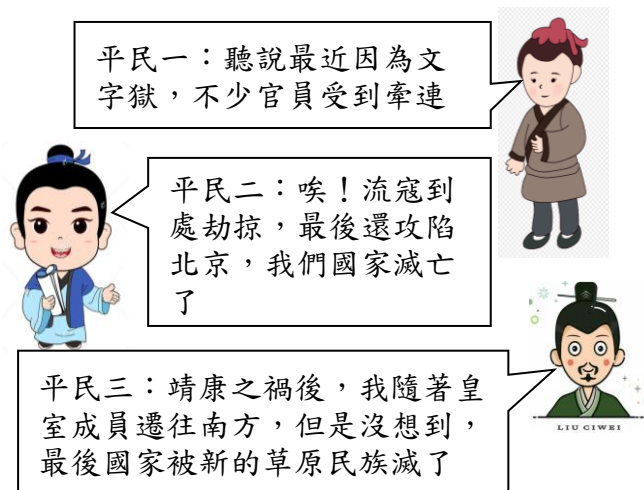 平民一：聽說最近因為文
字獄，不少官員受到牽連
平民二：唉！流寇到
處劫掠，最後還攻陷
北京，我們國家滅亡
了
平民三：靖康之禍後，我隨著皇
室成員遷往南方，但是沒想到，
最後國家被新的草原民族滅了
LIU CIWEI